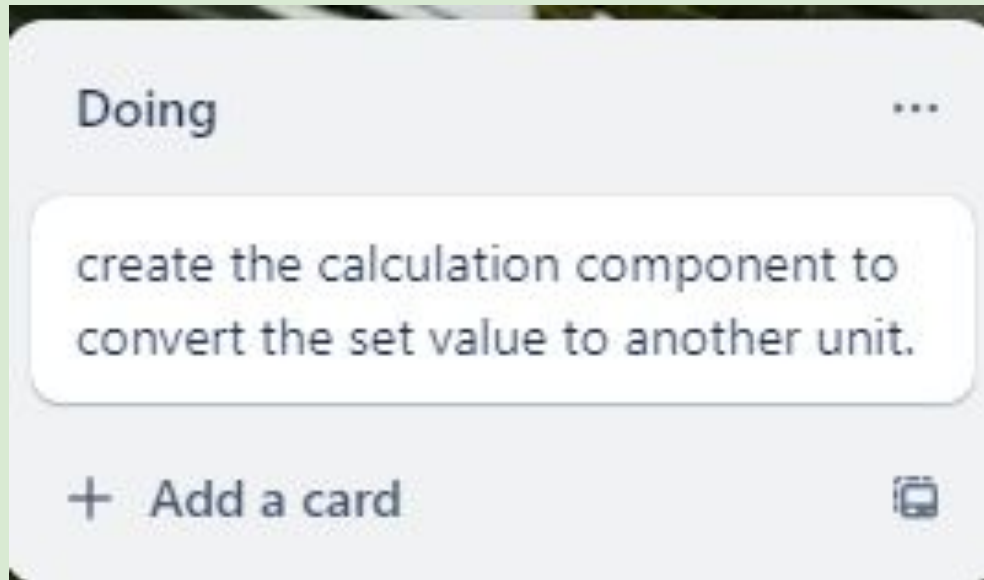 Doing
create the calculation component to
convert the set value to another unit.
Add a card